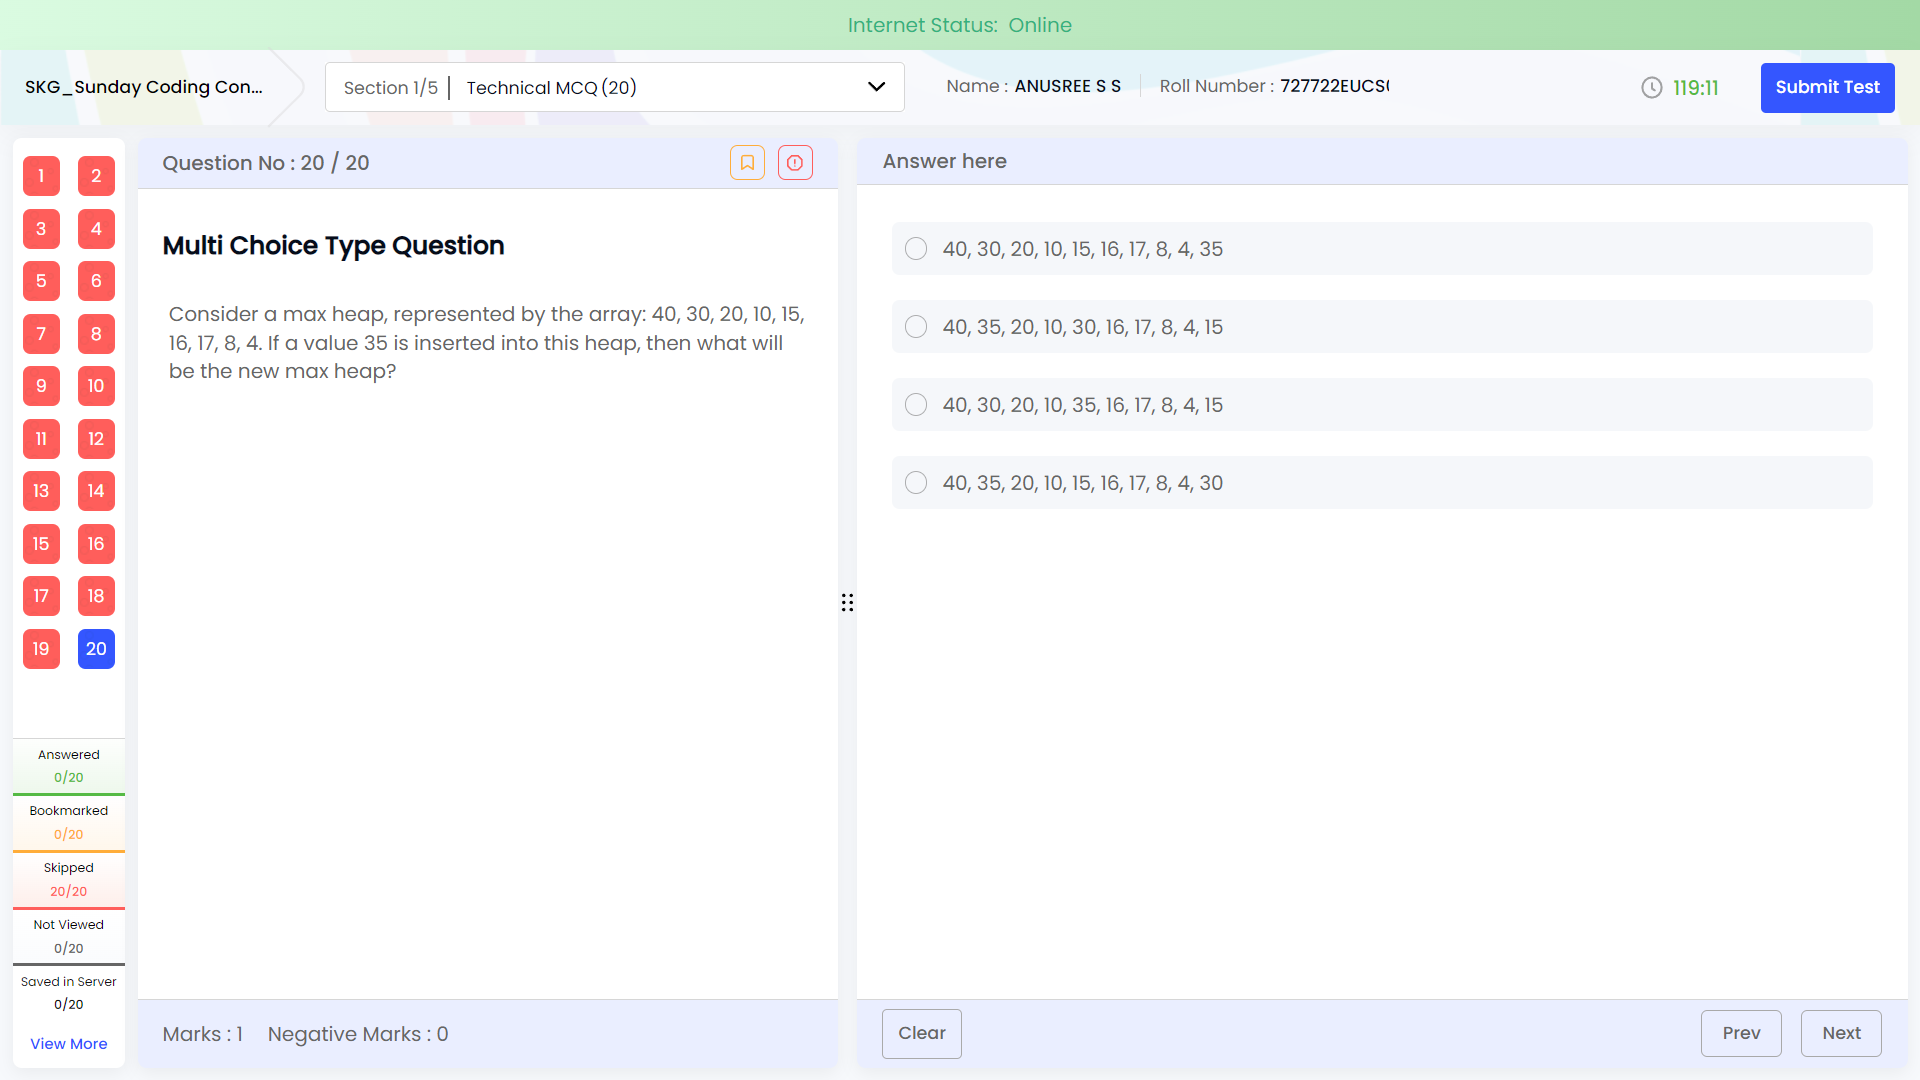 Internet Status: Online
SKG_Sunday Coding Con...
Section 1/5 | Technical MCQ (20)
Name : ANUSREE S S
Roll Number : 727722EUCS
119:11
Submit Test
1 2
3 4
5 6
7 8
9 10
11 12
13 14
15 16
17 18
19 20
Answered
0/20
Bookmarked
0/20
Skipped
20/20
Not Viewed
0/20
Saved in Server
0/20
View More
Question No : 20 / 20
Multi Choice Type Question
Consider a max heap, represented by the array: 40, 30, 20, 10, 15,
16, 17, 8, 4. If a value 35 is inserted into this heap, then what will
be the new max heap?
Marks : 1 Negative Marks : 0
Answer here
40, 30, 20, 10, 15, 16, 17, 8, 4, 35
40, 35, 20, 10, 30, 16, 17, 8, 4, 15
40, 30, 20, 10, 35, 16, 17, 8, 4, 15
40, 35, 20, 10, 15, 16, 17, 8, 4, 30
Clear
Prev
Next